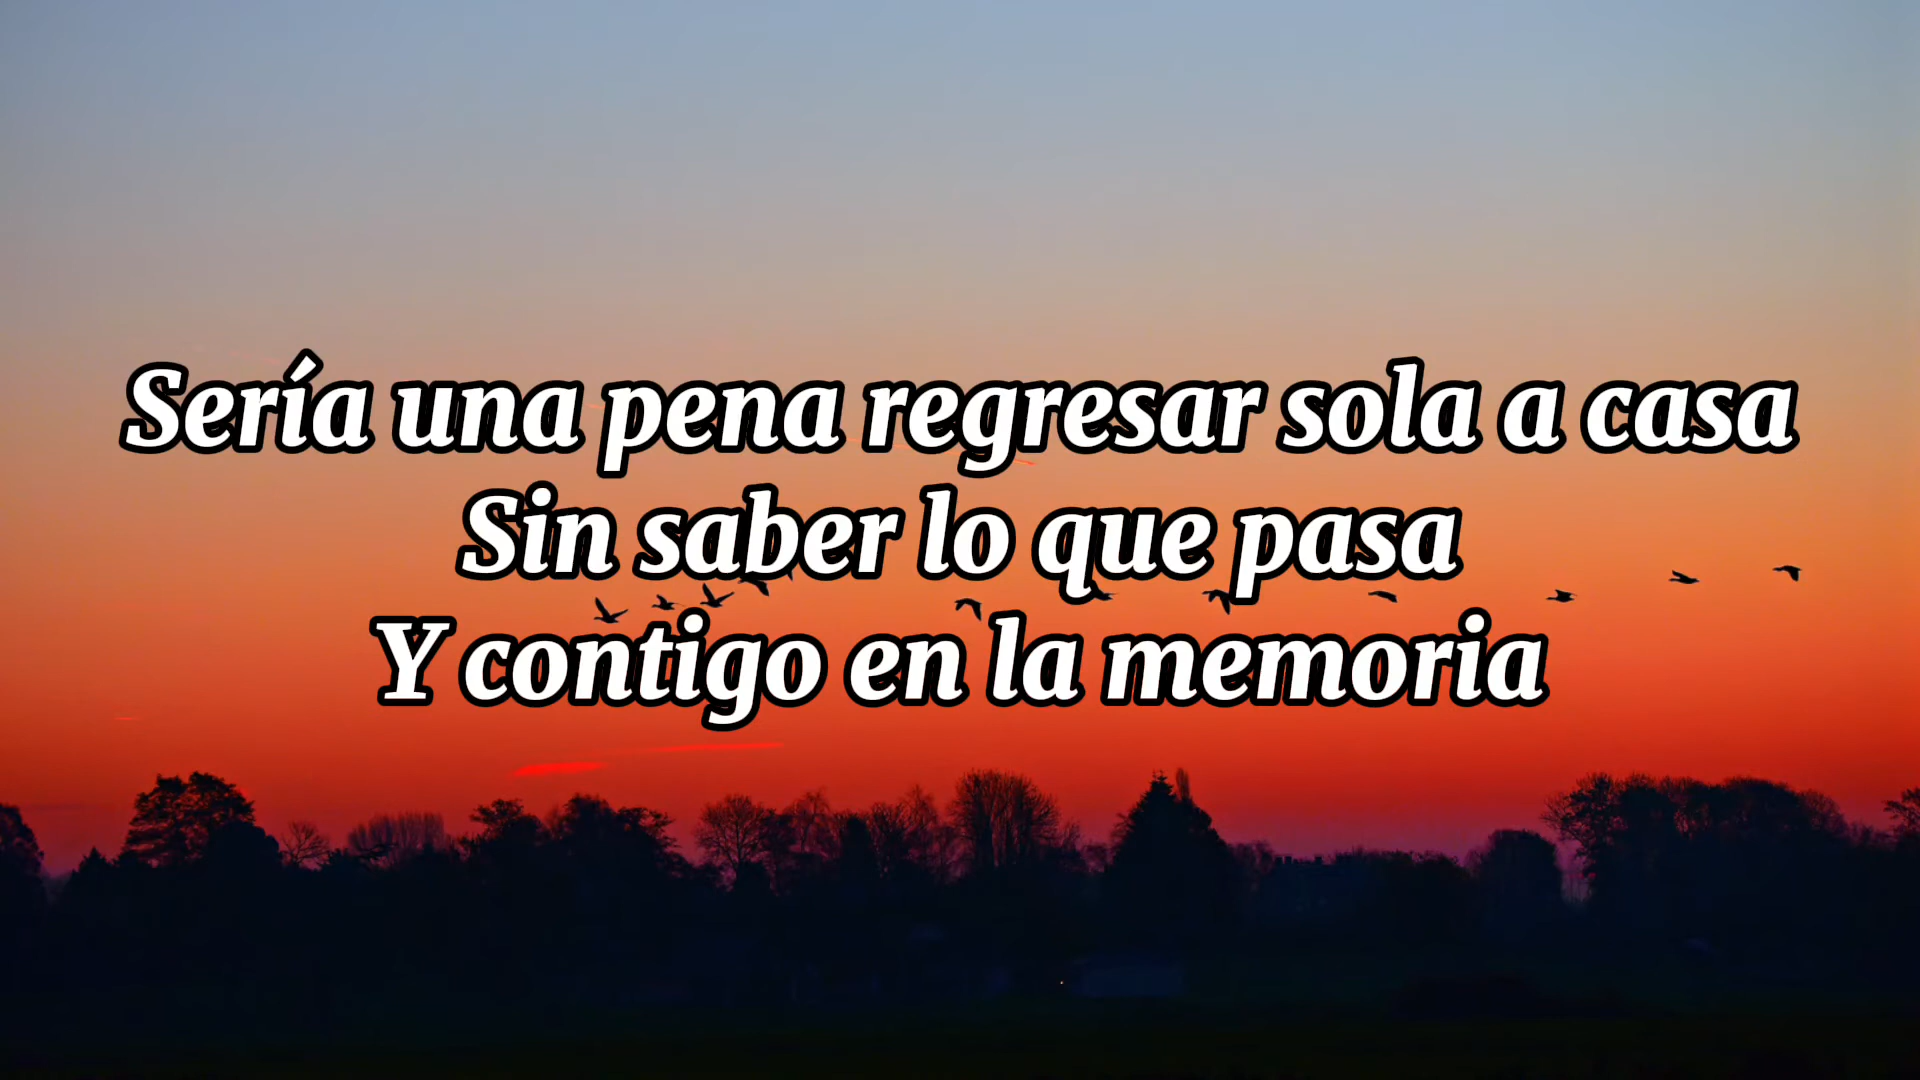 Sería una pena regresar sola a casa
Sin saber lo que pasa
Y contigo en la memoria